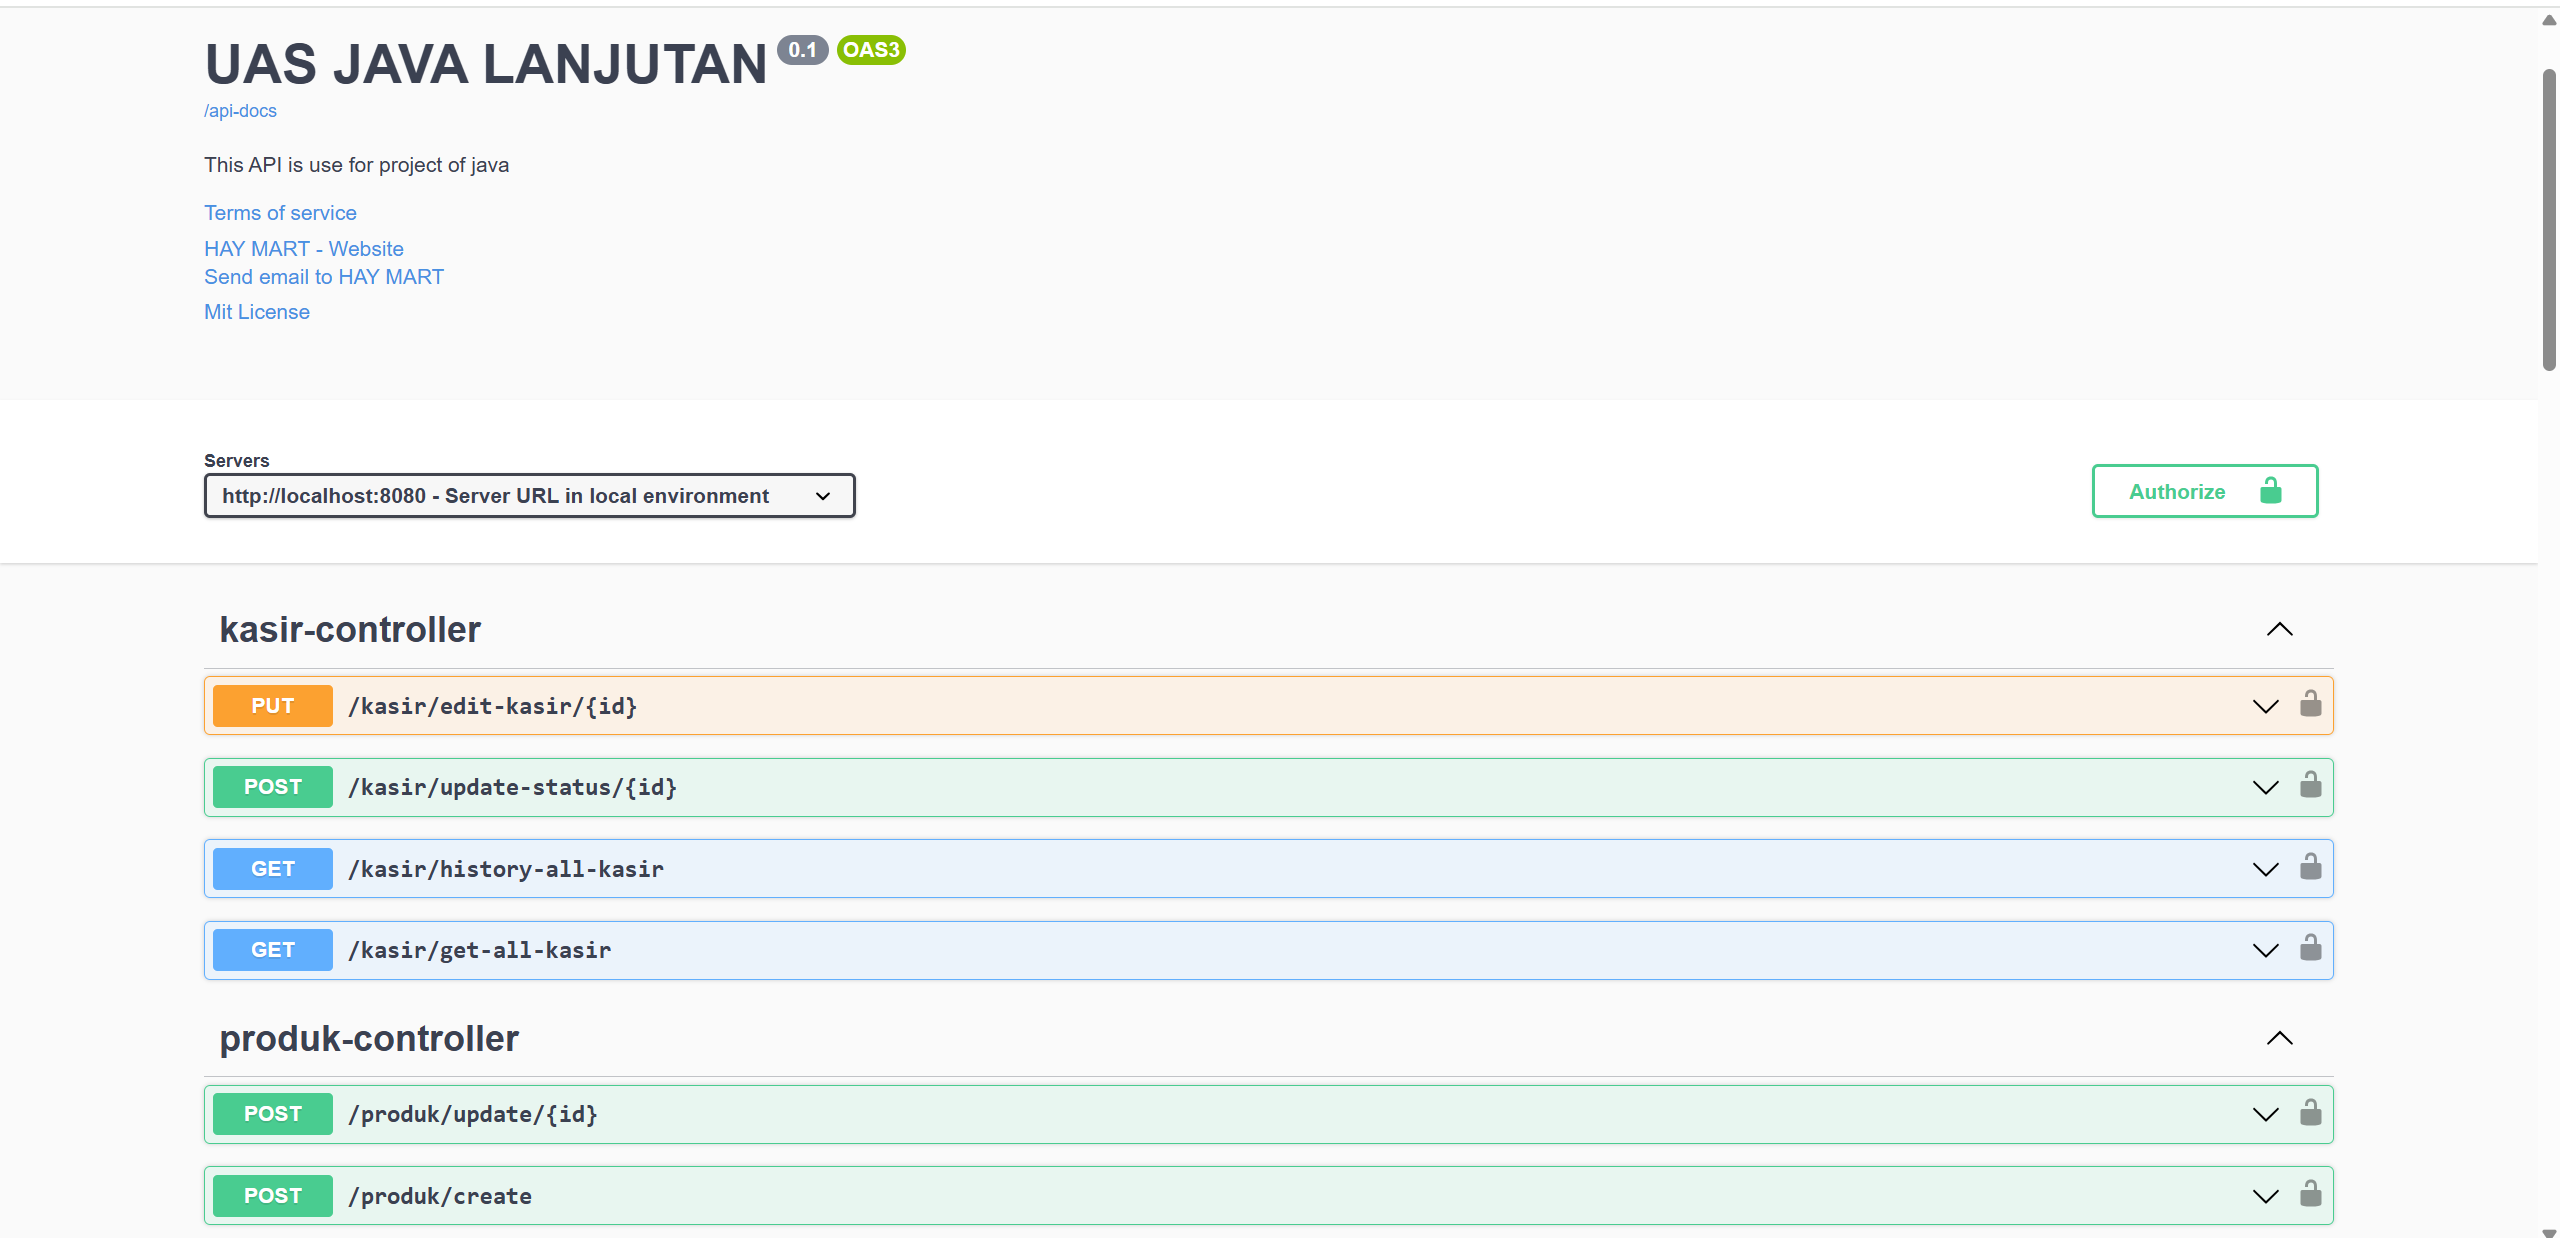 UAS JAVA LANJUTAN 0.1 OAS3
/api-docs
This API is use for project of java
Terms of service
HAY MART - Website
Send email to HAY MART
Mit License
Servers
http://localhost:8080 - Server URL in local environment
Authorize
kasir-controller
PUT /kasir/edit-kasir/{id}
POST /kasir/update-status/{id}
GET /kasir/history-all-kasir
GET /kasir/get-all-kasir
produk-controller
POST /produk/update/{id}
POST /produk/create